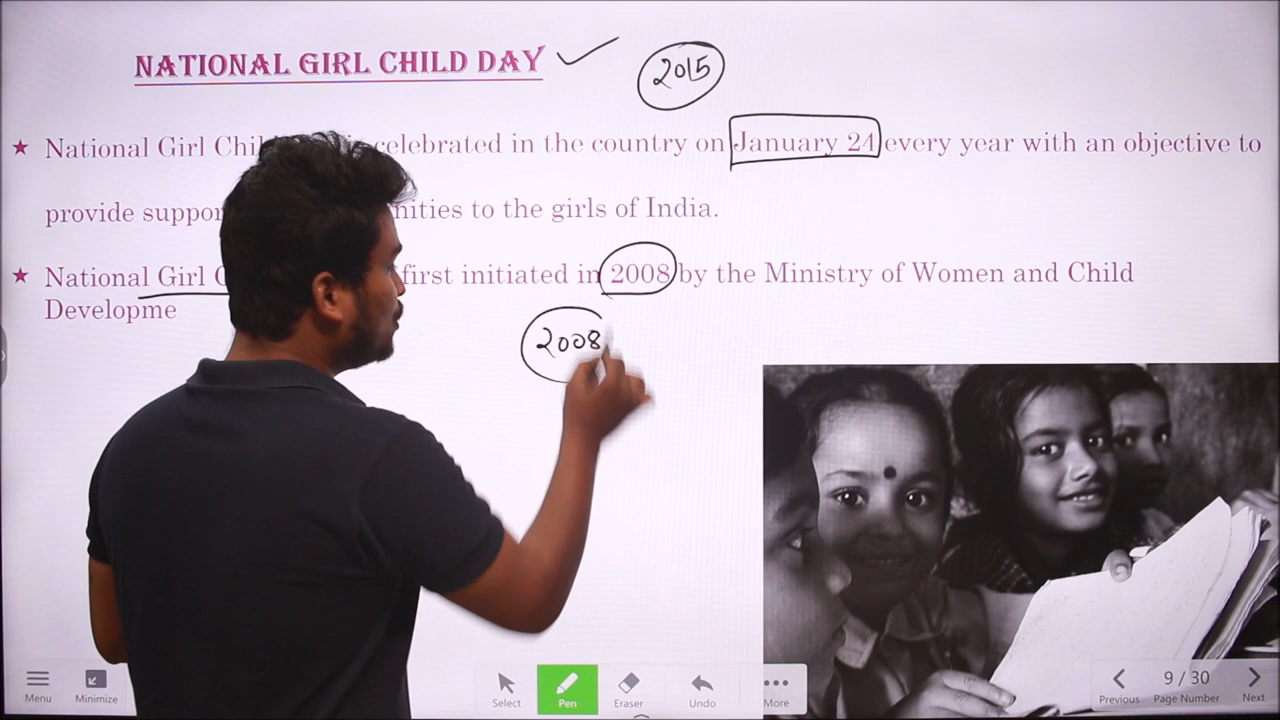 NATIONAL GIRL CHILD DAY
2015
National Girl Chil celebrated in the country on January 24 every year with an objective to
provide suppor nities to the girls of India.
National Girl C first initiated in 2008 by the Ministry of Women and Child
Developme
2008
Menu
Minimize
Select
Pen
Eraser
Undo
More
Previous
9 / 30
Page Number
Next